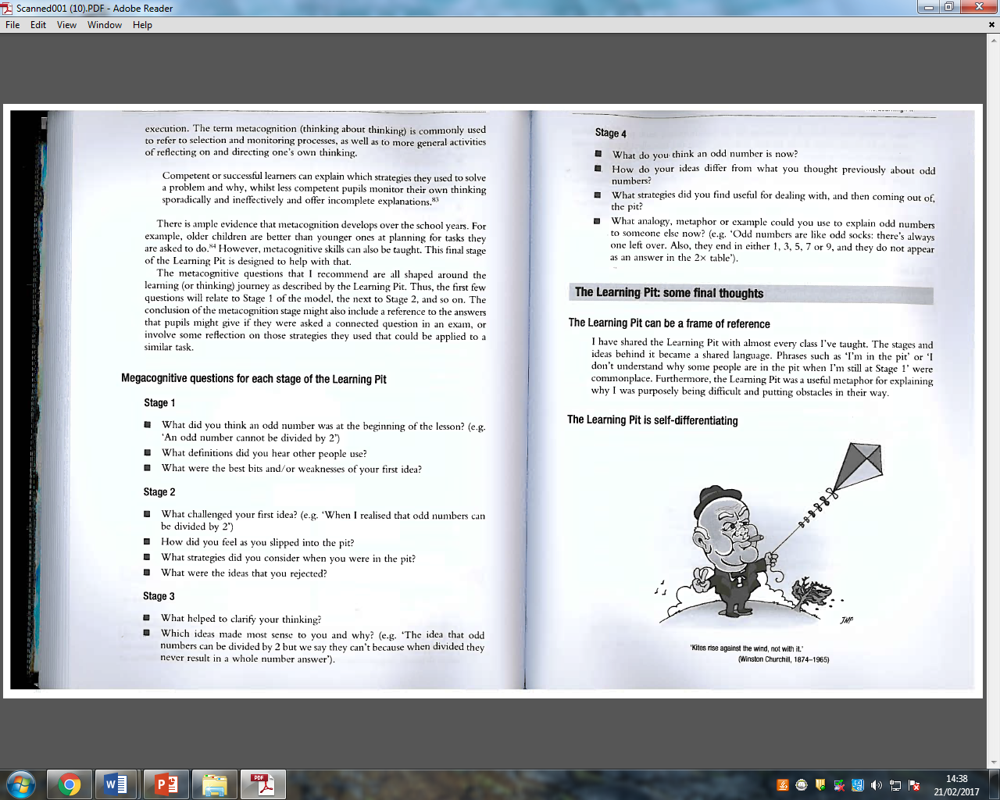 Scanned001 (10).PDF - Adobe Reader
File Edit View Window Help
execution. The term metacognition (thinking about thinking) is commonly used
to refer to selection and monitoring processes, as well as to more general activities
of reflecting on and directing one's own thinking.
Competent or successful learners can explain which strategies they used to solve
a problem and why, whilst less competent pupils monitor their own thinking
sporadically and ineffectively and offer incomplete explanations.83
There is ample evidence that metacognition develops over the school years. For
example, older children are better than younger ones at planning for tasks they
are asked to do.84 However, metacognitive skills can also be taught. This final stage
of the Learning Pit is designed to help with that.
The metacognitive questions that I recommend are all shaped around the
learning (or thinking) journey as described by the Learning Pit. Thus, the first few
questions will relate to Stage 1 of the model, the next to Stage 2, and so on. The
conclusion of the metacognition stage might also include a reference to the answers
that pupils might give if they were asked a connected question in an exam, or
involve some reflection on those strategies they used that could be applied to a
similar task.
Megacognitive questions for each stage of the Learning Pit
Stage 1
■ What did you think an odd number was at the beginning of the lesson? (e.g.
'An odd number cannot be divided by 2')
■ What definitions did you hear other people use?
■ What were the best bits and/or weaknesses of your first idea?
Stage 2
■ What challenged your first idea? (e.g. 'When I realised that odd numbers can
be divided by 2')
■ How did you feel as you slipped into the pit?
■ What strategies did you consider when you were in the pit?
■ What were the ideas that you rejected?
Stage 3
■ What helped to clarify your thinking?
■ Which ideas made most sense to you and why? (e.g. 'The idea that odd
numbers can be divided by 2 but we say they can't because when divided they
never result in a whole number answer').
Stage 4
■ What do you think an odd number is now?
■ How do your ideas differ from what you thought previously about odd
numbers?
■ What strategies did you find useful for dealing with, and then coming out of,
the pit?
■ What analogy, metaphor or example could you use to explain odd numbers
to someone else now? (e.g. 'Odd numbers are like odd socks: there's always
one left over. Also, they end in either 1, 3, 5, 7 or 9, and they do not appear
as an answer in the 2× table').
The Learning Pit: some final thoughts
The Learning Pit can be a frame of reference
I have shared the Learning Pit with almost every class I've taught. The stages and
ideas behind it became a shared language. Phrases such as 'I'm in the pit' or 'I
don't understand why some people are in the pit when I'm still at Stage 1' were
commonplace. Furthermore, the Learning Pit was a useful metaphor for explaining
why I was purposely being difficult and putting obstacles in their way.
The Learning Pit is self-differentiating
JMP
'Kites rise against the wind, not with it.'
(Winston Churchill, 1874–1965)
14:38
21/02/2017